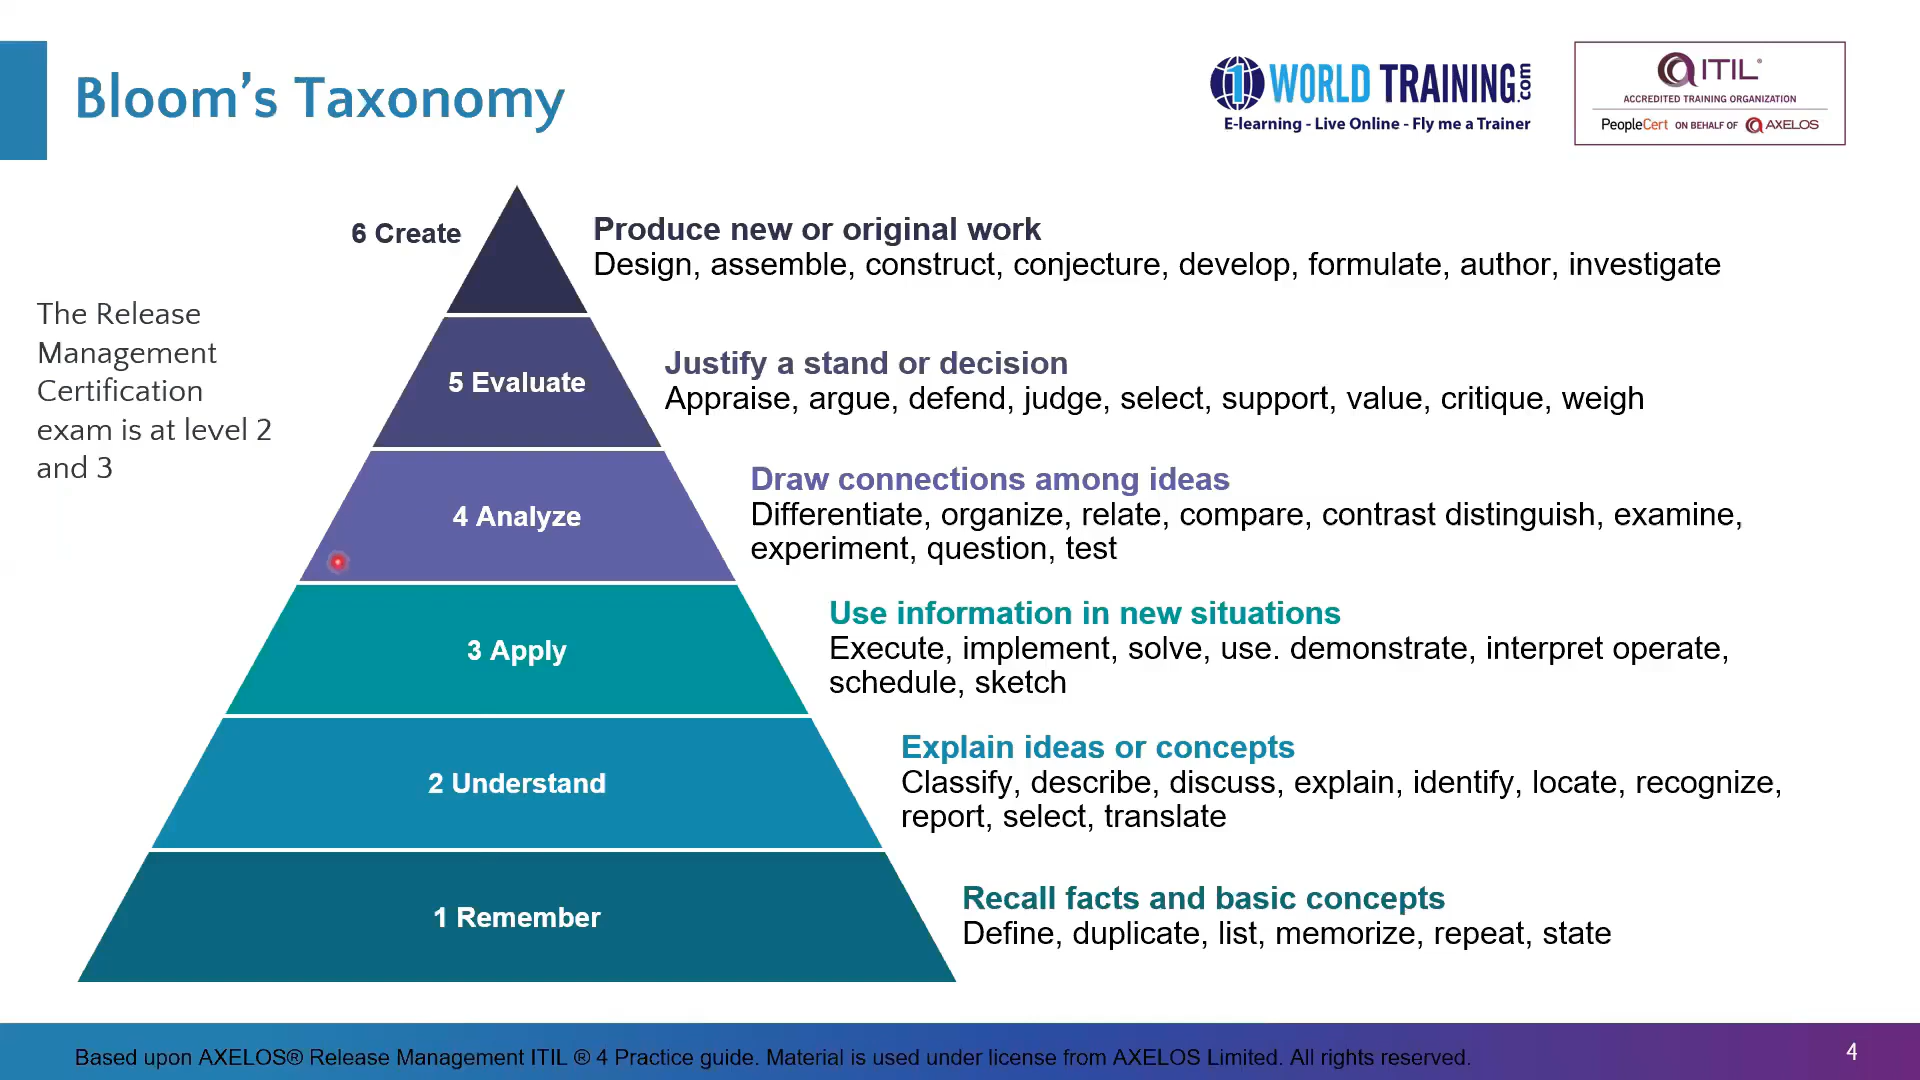 Bloom's Taxonomy
1 WORLD TRAINING.com
E-learning - Live Online - Fly me a Trainer
ITIL®
ACCREDITED TRAINING ORGANIZATION
PeopleCert ON BEHALF OF AXELOS
The Release
Management
Certification
exam is at level 2
and 3
6 Create
Produce new or original work
Design, assemble, construct, conjecture, develop, formulate, author, investigate
5 Evaluate
Justify a stand or decision
Appraise, argue, defend, judge, select, support, value, critique, weigh
4 Analyze
Draw connections among ideas
Differentiate, organize, relate, compare, contrast distinguish, examine,
experiment, question, test
3 Apply
Use information in new situations
Execute, implement, solve, use. demonstrate, interpret operate,
schedule, sketch
2 Understand
Explain ideas or concepts
Classify, describe, discuss, explain, identify, locate, recognize,
report, select, translate
1 Remember
Recall facts and basic concepts
Define, duplicate, list, memorize, repeat, state
Based upon AXELOS® Release Management ITIL ® 4 Practice guide. Material is used under license from AXELOS Limited. All rights reserved.
4